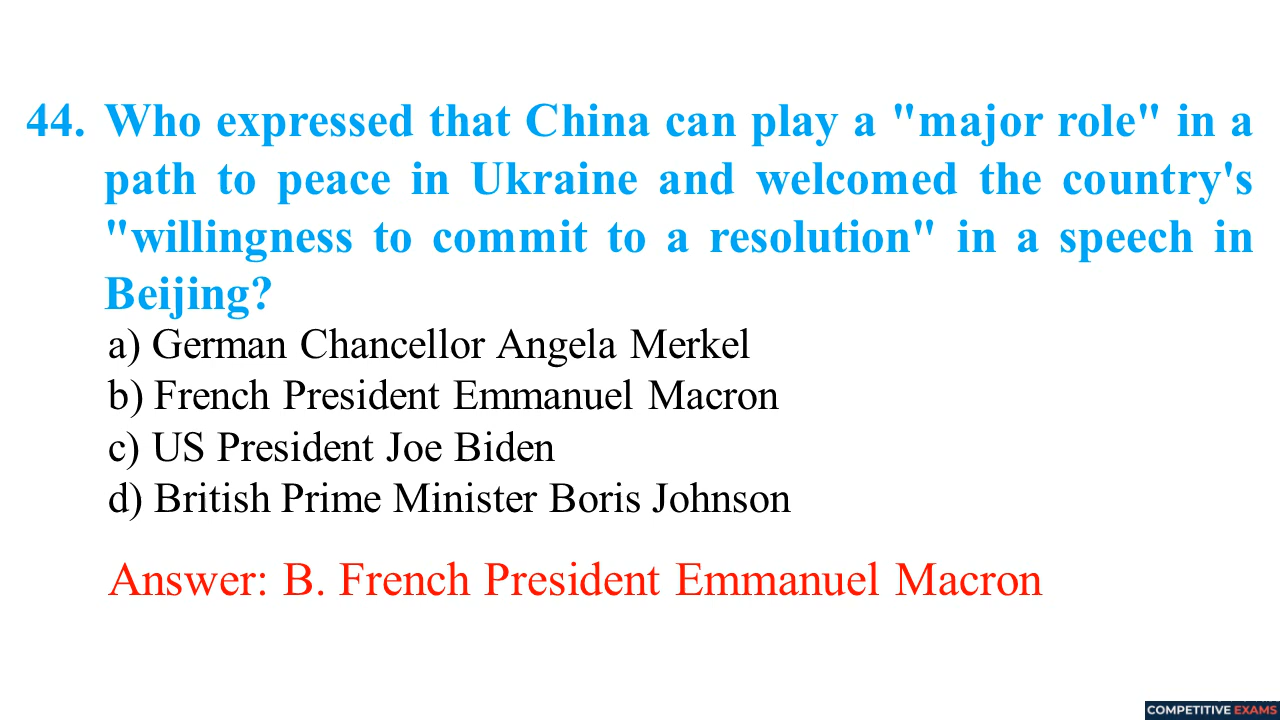 44. Who expressed that China can play a "major role" in a
path to peace in Ukraine and welcomed the country's
"willingness to commit to a resolution" in a speech in
Beijing?
a) German Chancellor Angela Merkel
b) French President Emmanuel Macron
c) US President Joe Biden
d) British Prime Minister Boris Johnson
Answer: B. French President Emmanuel Macron
COMPETITIVE EXAMS